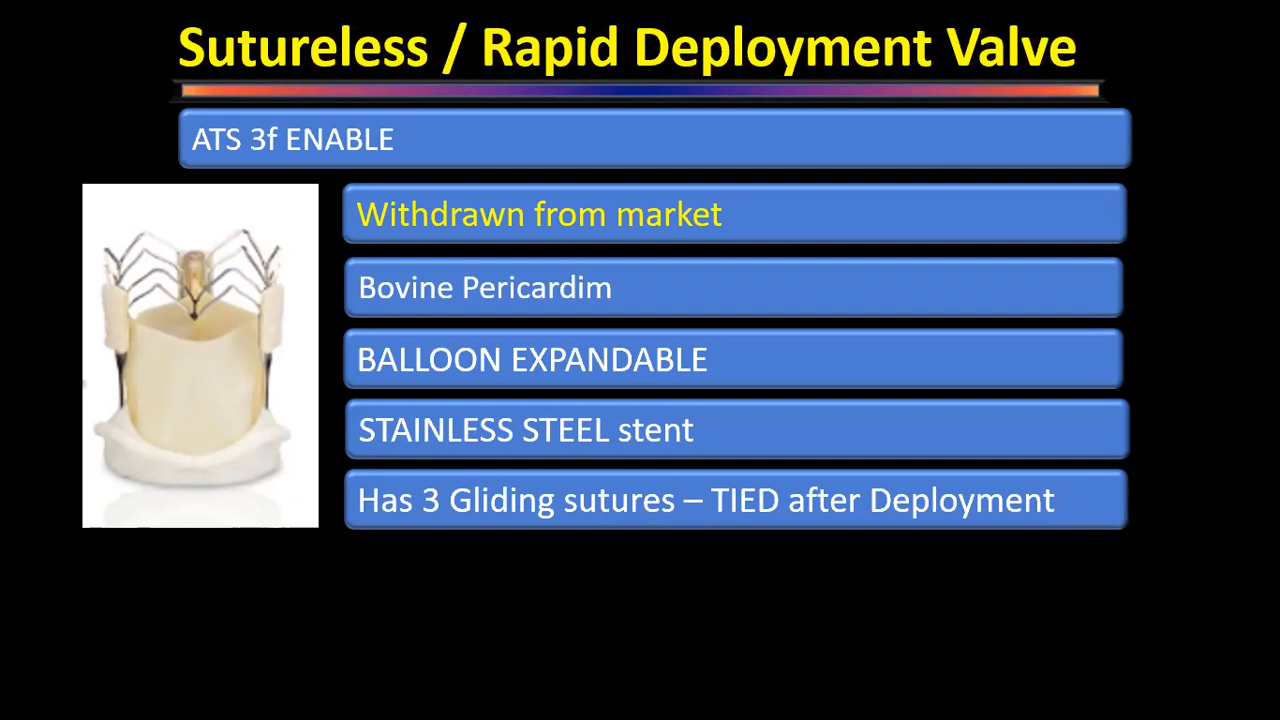 Sutureless / Rapid Deployment Valve
ATS 3f ENABLE
Withdrawn from market
Bovine Pericardim
BALLOON EXPANDABLE
STAINLESS STEEL stent
Has 3 Gliding sutures – TIED after Deployment